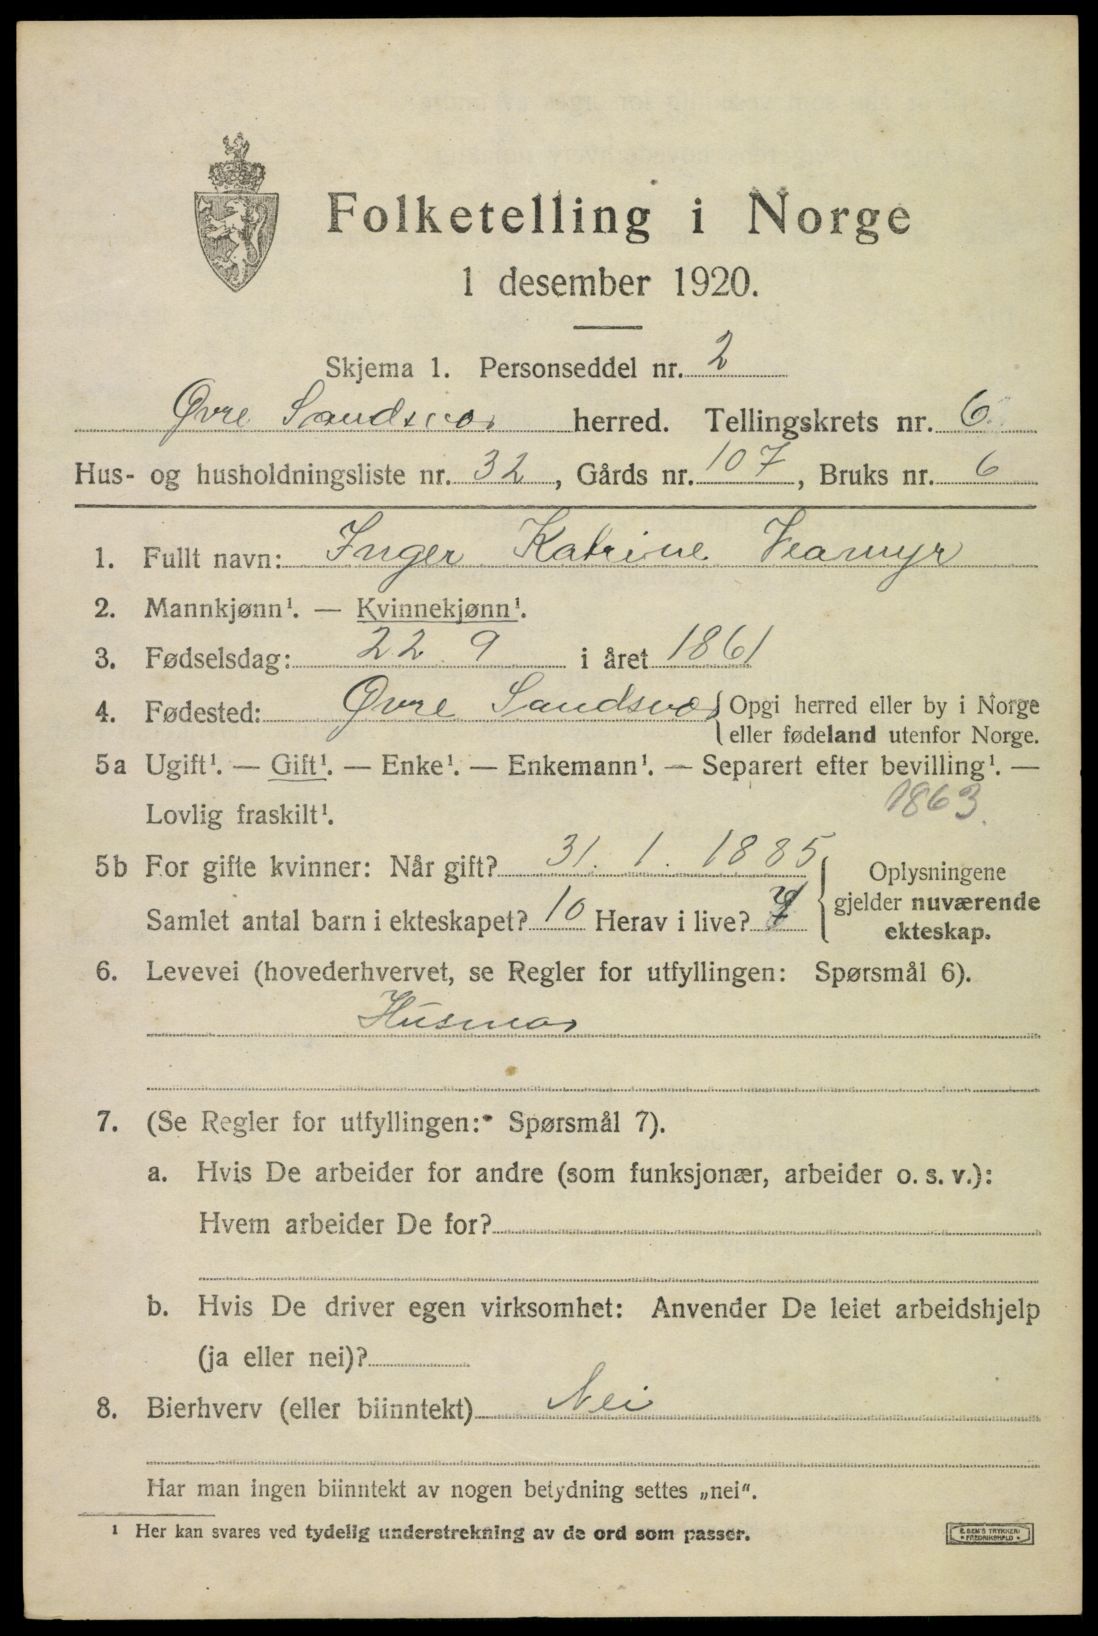 Folketelling i Norge
1 desember 1920.
Skjema 1. Personseddel nr. 2
Øvre Sandsvær herred. Tellingskrets nr. 6
Hus- og husholdningsliste nr. 32, Gårds nr. 107, Bruks nr. 6
1. Fullt navn: Inger Katrine Veamyr
2. Mannkjønn¹. — Kvinnekjønn¹.
3. Fødselsdag: 22 9 i året 1861
4. Fødested: Øvre Sandsvær { Opgi herred eller by i Norge
eller fødeland utenfor Norge.
5a Ugift¹. — Gift¹. — Enke¹. — Enkemann¹. — Separert efter bevilling¹. —
Lovlig fraskilt¹.
1863.
5b For gifte kvinner: Når gift? 31. 1. 1885
Samlet antal barn i ekteskapet? 10 Herav i live?
Oplysningene
gjelder nuværende
ekteskap.
6. Levevei (hovederhvervet, se Regler for utfyllingen: Spørsmål 6).
Husmor
7. (Se Regler for utfyllingen: Spørsmål 7).
a. Hvis De arbeider for andre (som funksjonær, arbeider o. s. v.):
Hvem arbeider De for?
b. Hvis De driver egen virksomhet: Anvender De leiet arbeidshjelp
(ja eller nei)?
8. Bierhverv (eller biinntekt) Nei
Har man ingen biinntekt av nogen betydning settes „nei".
¹ Her kan svares ved tydelig understrekning av de ord som passer.
E. SEM'S TRYKKERI
FREDRIKSHALD